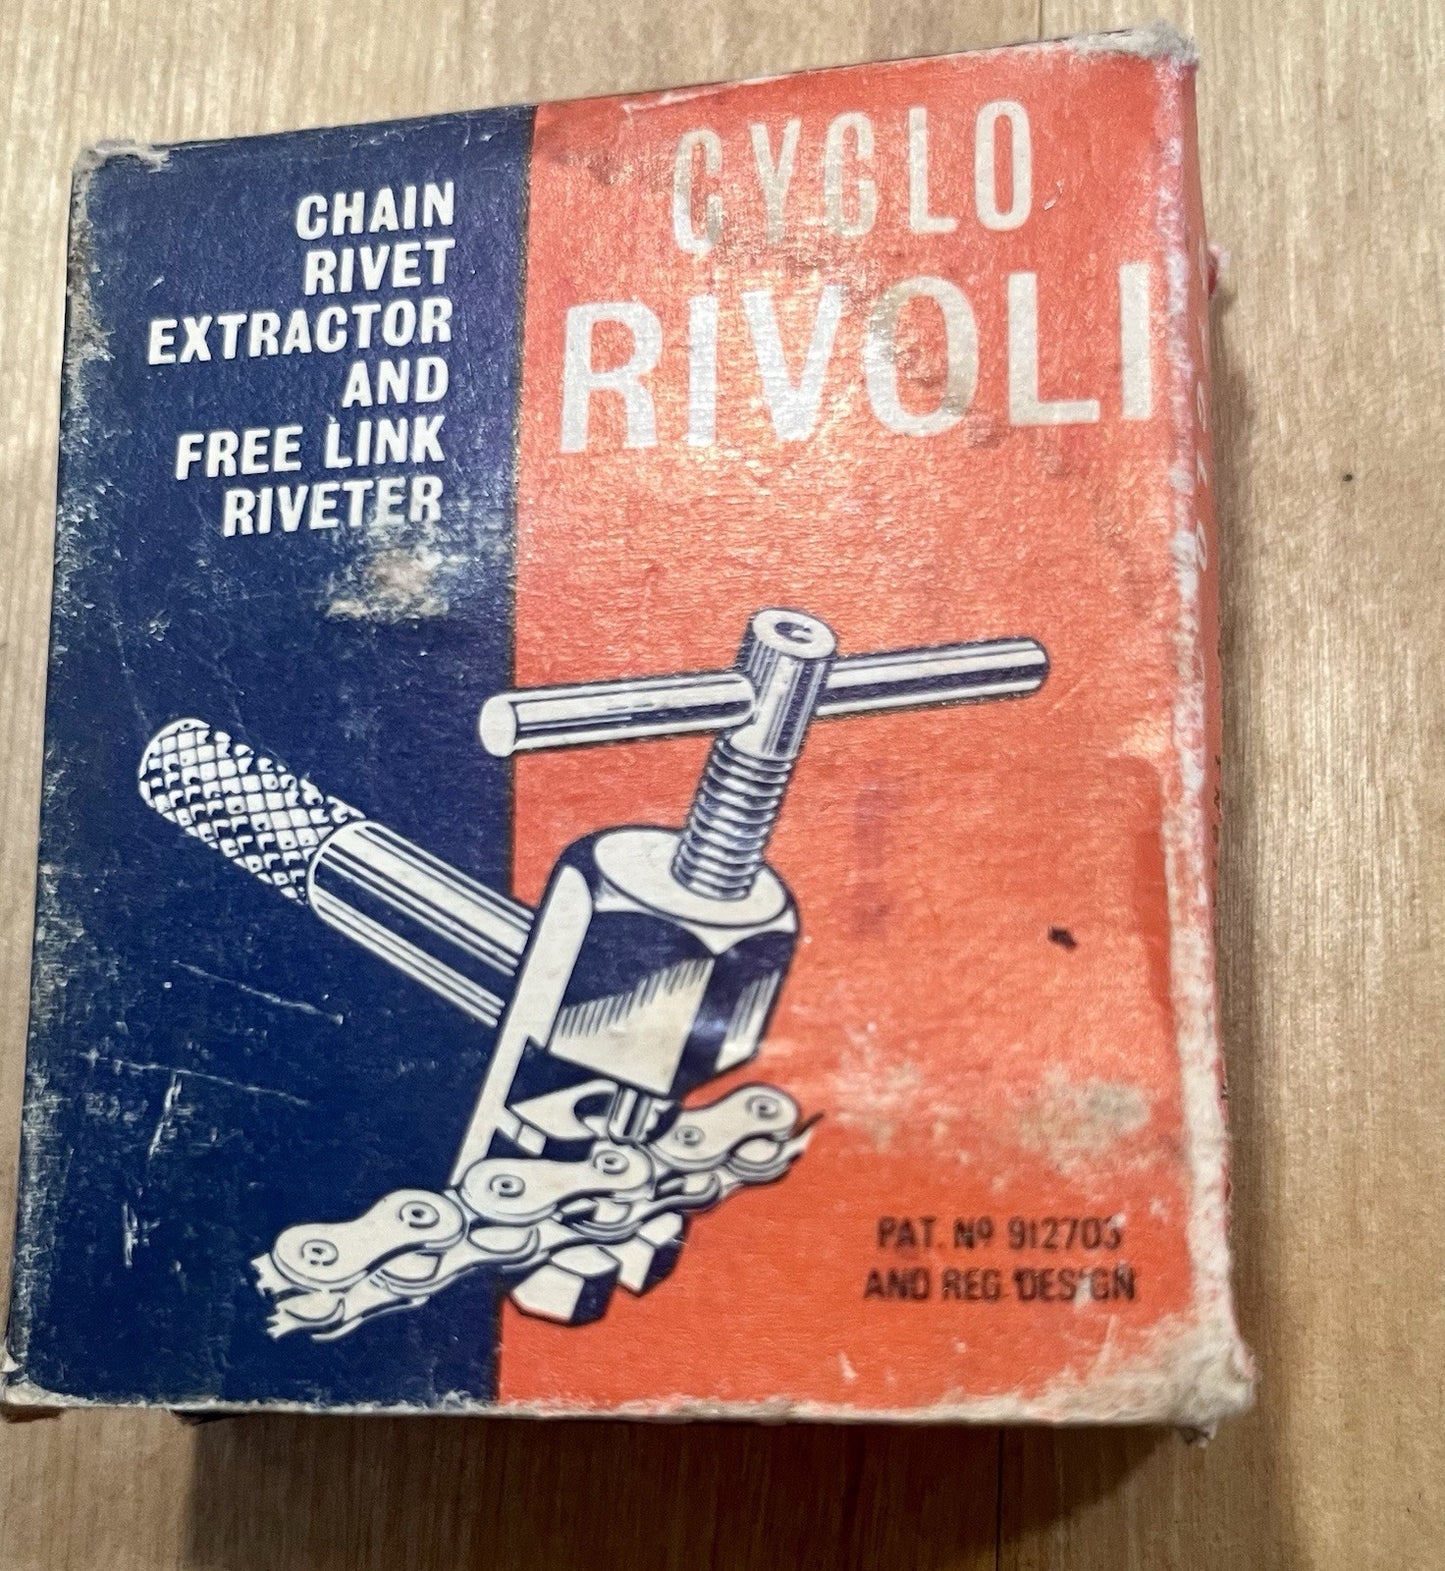 CHAIN
RIVET
EXTRACTOR
AND
FREE LINK
RIVETER
CYCLO
RIVOLI
PAT. Nº 912703
AND REG. DESIGN